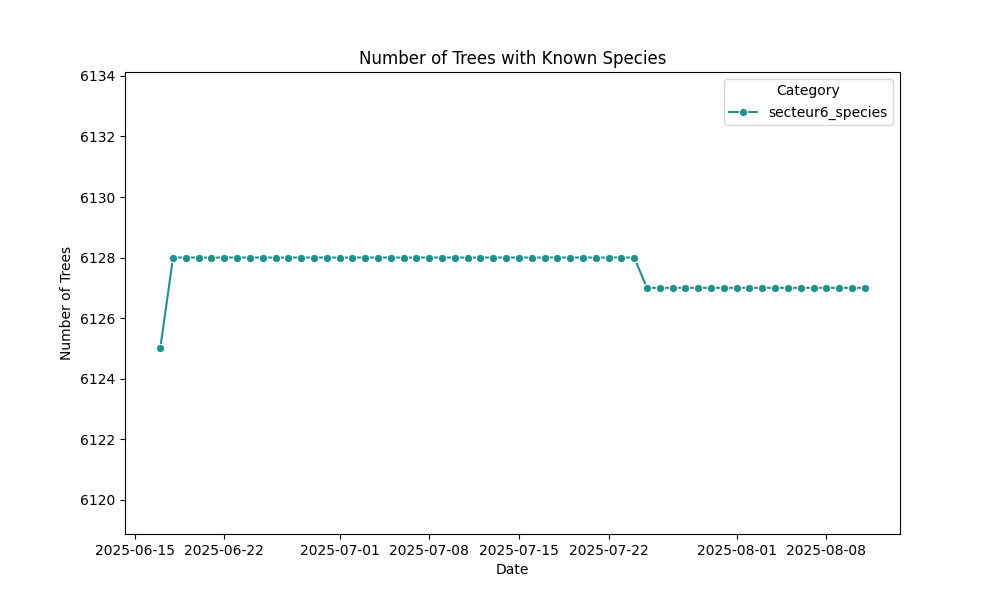 Number of Trees with Known Species
Category
secteur6_species
Number of Trees
6134
6132
6130
6128
6126
6124
6122
6120
2025-06-15 2025-06-22 2025-07-01 2025-07-08 2025-07-15 2025-07-22 2025-08-01 2025-08-08
Date